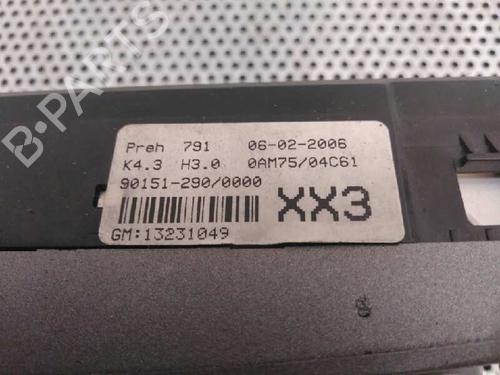 B-PARTS
Preh 791 06-02-2006
K4.3 H3.0 0AM75/04C61
90151-290/0000
XX3
GM:13231049